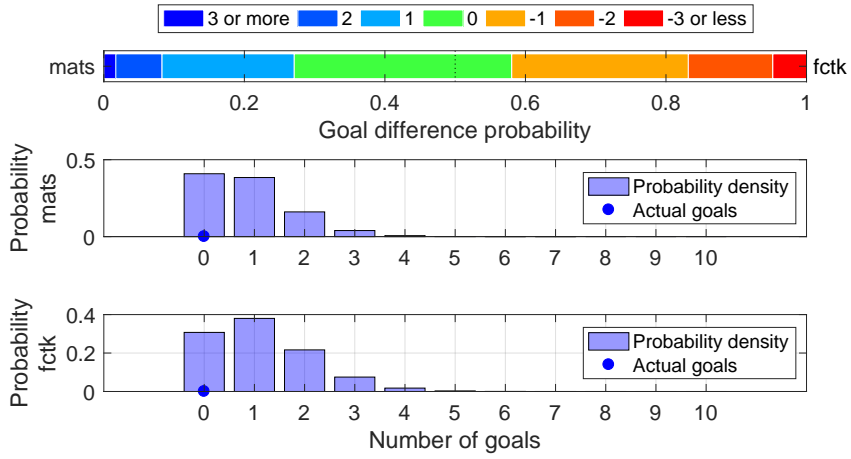 3 or more 2 1 0 -1 -2 -3 or less
mats fctk
0 0.2 0.4 0.6 0.8 1
Goal difference probability
Probability
mats
0.5
0
Probability density
Actual goals
0 1 2 3 4 5 6 7 8 9 10
Probability
fctk
0.4
0.2
0
Probability density
Actual goals
0 1 2 3 4 5 6 7 8 9 10
Number of goals